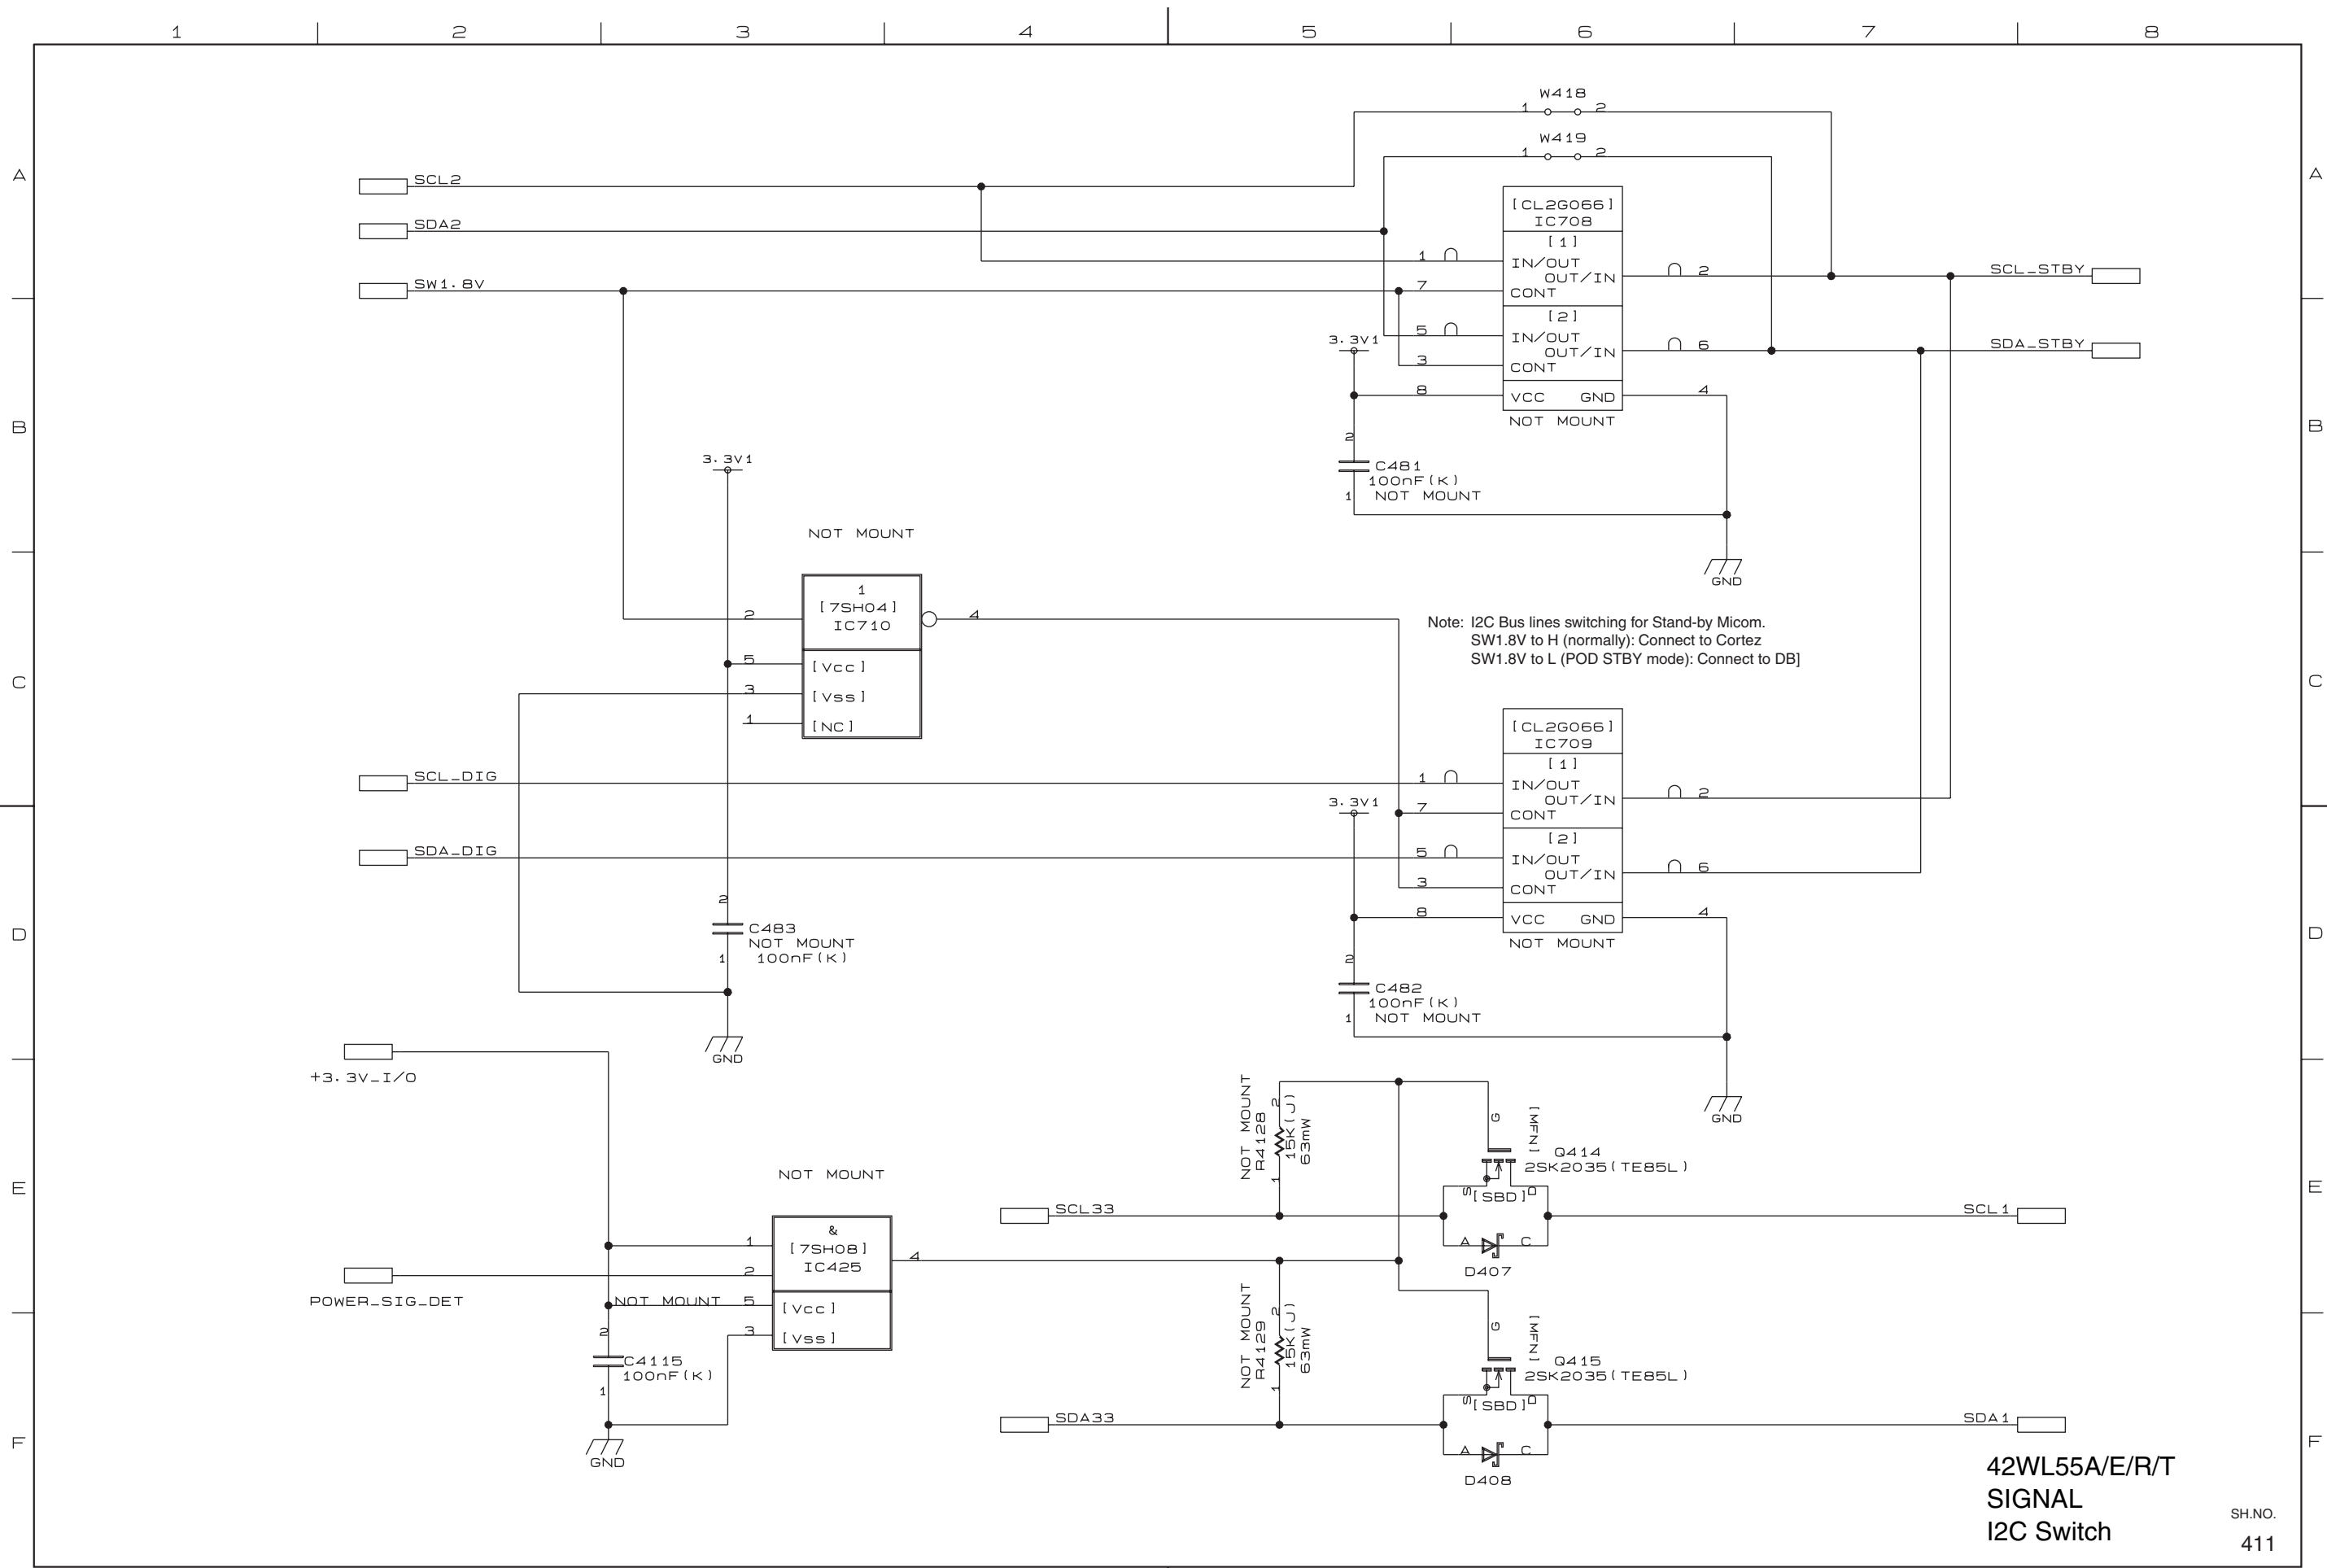 1 2 3 4 5 6 7 8
W418
1 2
W419
1 2
A A
SCL2
[CL2G066]
IC708
SDA2
[1]
1 IN/OUT
OUT/IN 2 SCL_STBY
SW1.8V
7 CONT
[2]
5 IN/OUT
3.3V1
OUT/IN 6 SDA_STBY
3 CONT
8 VCC GND 4
NOT MOUNT
B B
2
3.3V1
C481
100nF(K)
1 NOT MOUNT
NOT MOUNT
GND
1
[7SH04]
2 IC710 4
Note: I2C Bus lines switching for Stand-by Micom.
SW1.8V to H (normally): Connect to Cortez
SW1.8V to L (POD STBY mode): Connect to DB]
5 [Vcc]
C C
3 [Vss]
1 [NC]
[CL2G066]
IC709
[1]
SCL_DIG
1 IN/OUT
OUT/IN 2
3.3V1
7 CONT
[2]
SDA_DIG
5 IN/OUT
OUT/IN 6
3 CONT
2
8 VCC GND 4
C483
NOT MOUNT
100nF(K)
1
D D
NOT MOUNT
2
C482
100nF(K)
1 NOT MOUNT
GND
+3.3V_I/O
GND
NOT MOUNT
R4128
15K(J)
63mW
2
1
G
[MFN]
Q414
2SK2035(TE85L)
S [SBD] D
NOT MOUNT
E E
SCL33
SCL1
&
[7SH08]
IC425
1
2
4
A C
D407
POWER_SIG_DET
NOT MOUNT 5 [Vcc]
3 [Vss]
2
C4115
100nF(K)
1
NOT MOUNT
R4129
15K(J)
63mW
2
1
G
[MFN]
Q415
2SK2035(TE85L)
S [SBD] D
SDA33
SDA1
F F
GND
A C
D408
42WL55A/E/R/T
SIGNAL
I2C Switch
SH.NO.
411